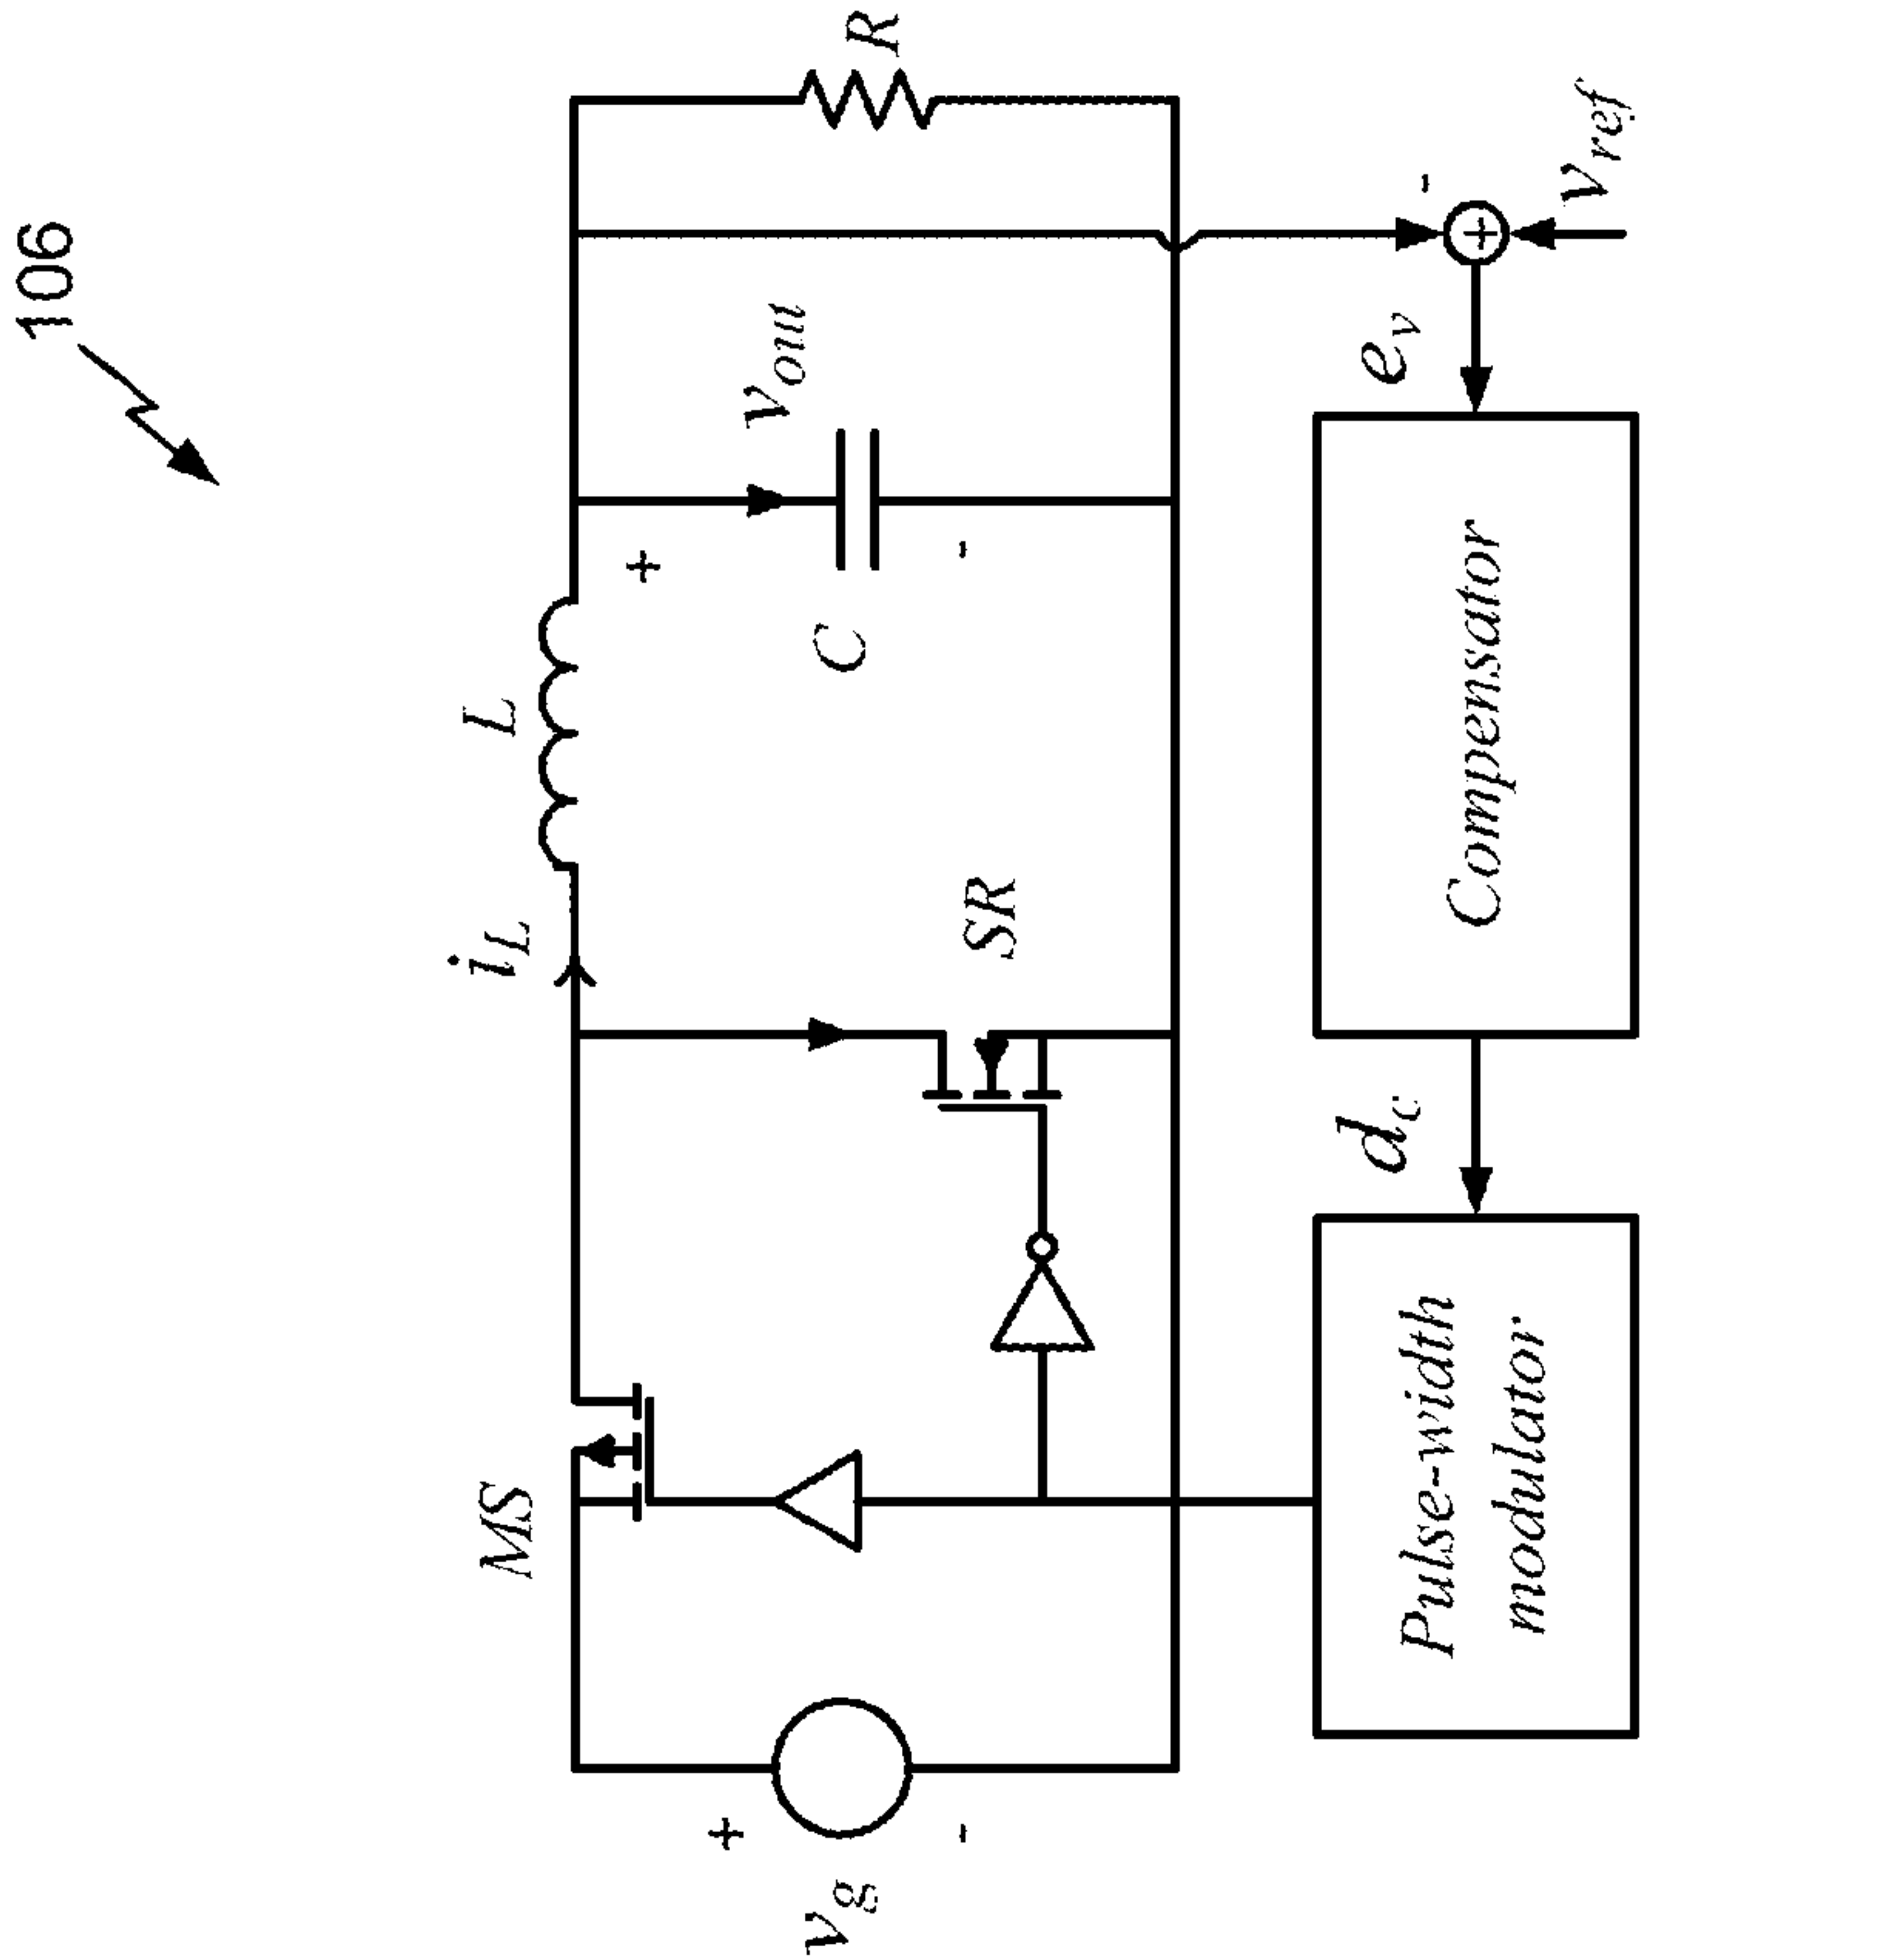 106
MS
i_L
L
v_g
+
-
SR
+
C
v_out
-
R
Pulse-width
modulator
d_c
Compensator
e_v
-
+
v_ref